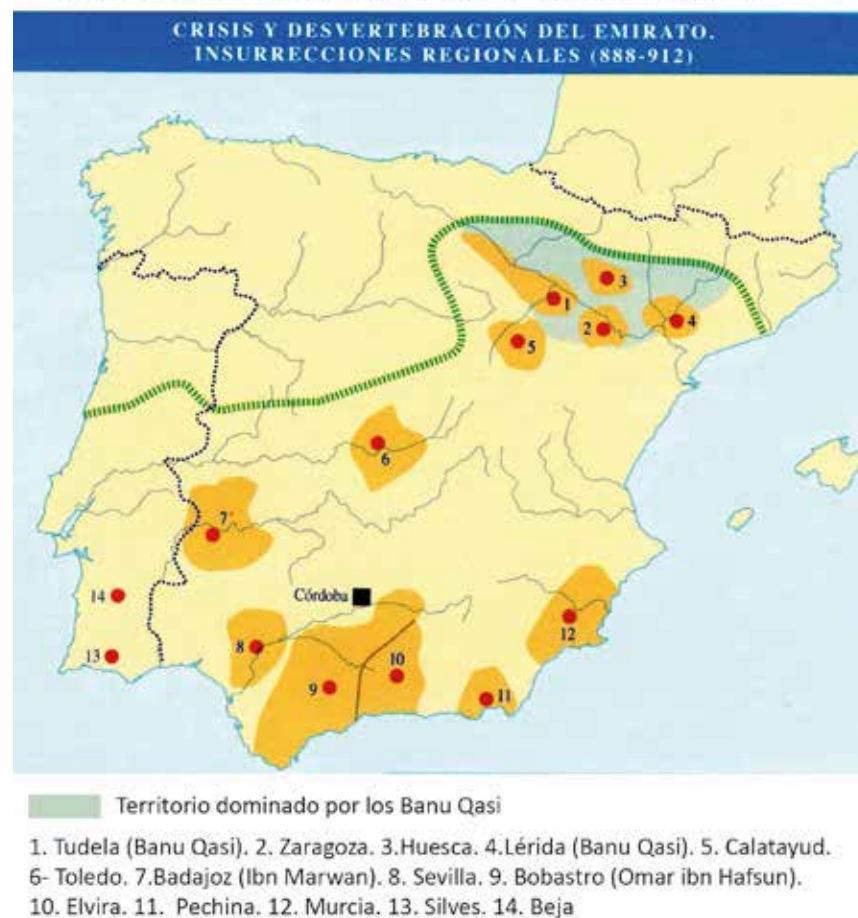 CRISIS Y DESVERTEBRACIÓN DEL EMIRATO.
INSURRECCIONES REGIONALES (888-912)
3
1
2
4
5
6
7
Córdoba
14
8
12
13
10
9
11
Territorio dominado por los Banu Qasi
1. Tudela (Banu Qasi). 2. Zaragoza. 3.Huesca. 4.Lérida (Banu Qasi). 5. Calatayud.
6- Toledo. 7.Badajoz (Ibn Marwan). 8. Sevilla. 9. Bobastro (Omar ibn Hafsun).
10. Elvira. 11. Pechina. 12. Murcia. 13. Silves. 14. Beja